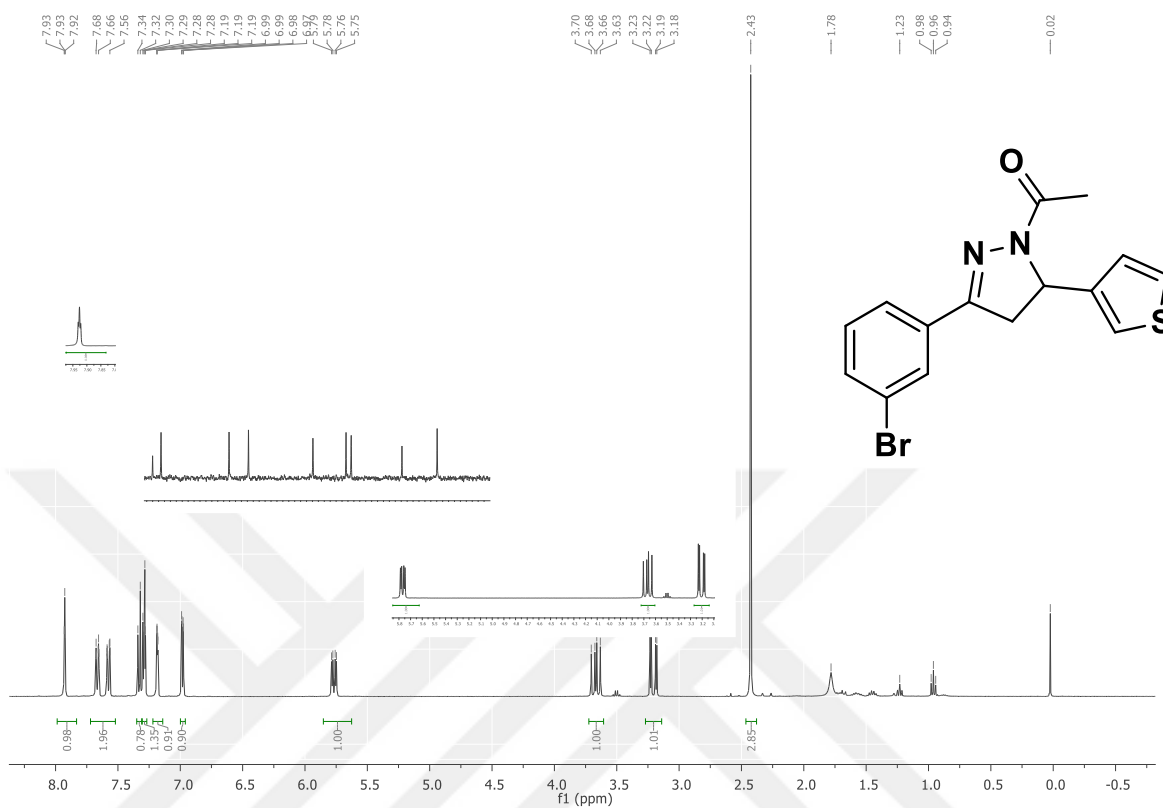 7.93 7.93 7.92 7.68 7.66 7.56 7.34 7.32 7.30 7.29 7.28 7.28 7.19 7.19 7.19 6.99 6.99 6.98 6.97 5.79 5.78 5.76 5.75 3.70 3.68 3.66 3.63 3.23 3.22 3.19 3.18 2.43 1.78 1.23 0.98 0.96 0.94 0.02
O
N N
S
Br
0.98 1.96 0.78 1.35 0.91 0.90 1.00 1.00 1.01 2.85
8.0 7.5 7.0 6.5 6.0 5.5 5.0 4.5 4.0 3.5 3.0 2.5 2.0 1.5 1.0 0.5 0.0 -0.5
f1 (ppm)